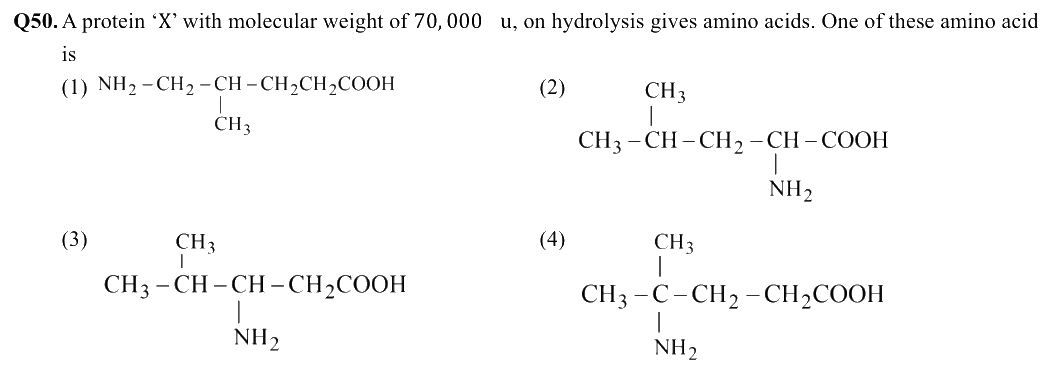 Q50. A protein ‘X’ with molecular weight of 70,000 u, on hydrolysis gives amino acids. One of these amino acid
is
(1) NH₂ – CH₂ – CH – CH₂CH₂COOH
|
CH₃
(2) CH₃
|
CH₃ – CH – CH₂ – CH – COOH
|
NH₂
(3) CH₃
|
CH₃ – CH – CH – CH₂COOH
|
NH₂
(4) CH₃
|
CH₃ – C – CH₂ – CH₂COOH
|
NH₂